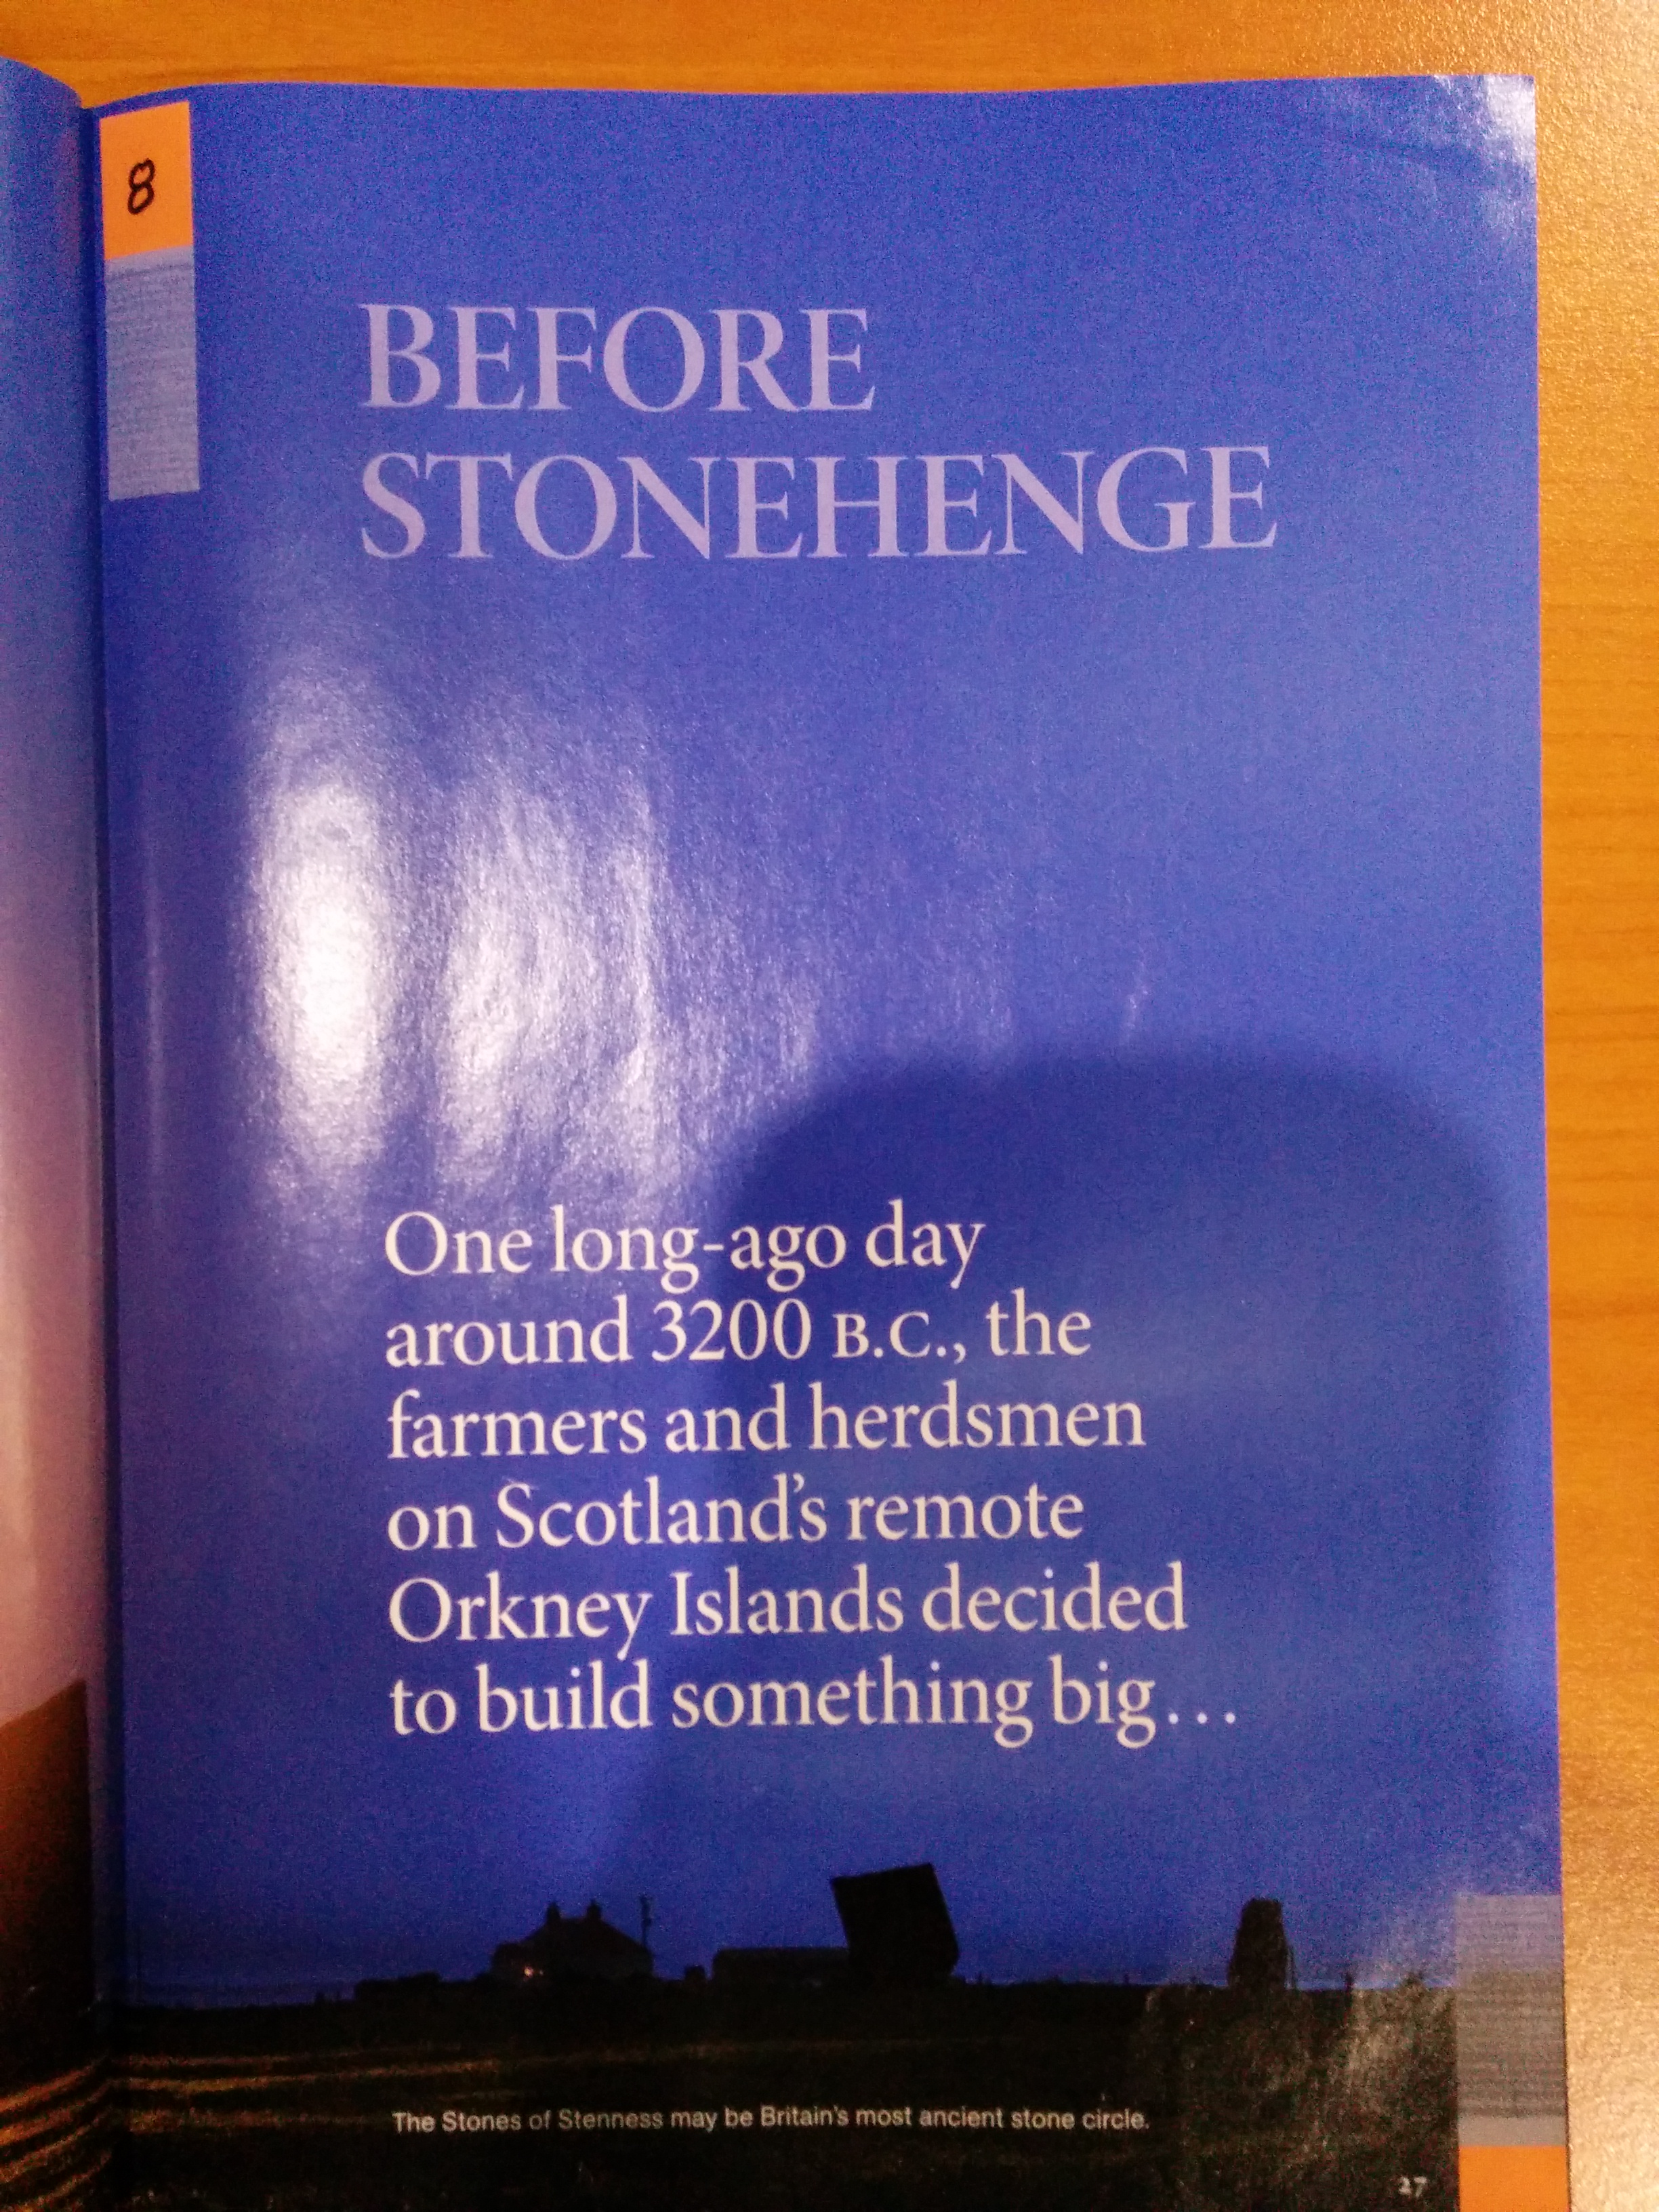 8
BEFORE
STONEHENGE
One long-ago day
around 3200 B.C., the
farmers and herdsmen
on Scotland's remote
Orkney Islands decided
to build something big...
The Stones of Stenness may be Britain's most ancient stone circle.
27